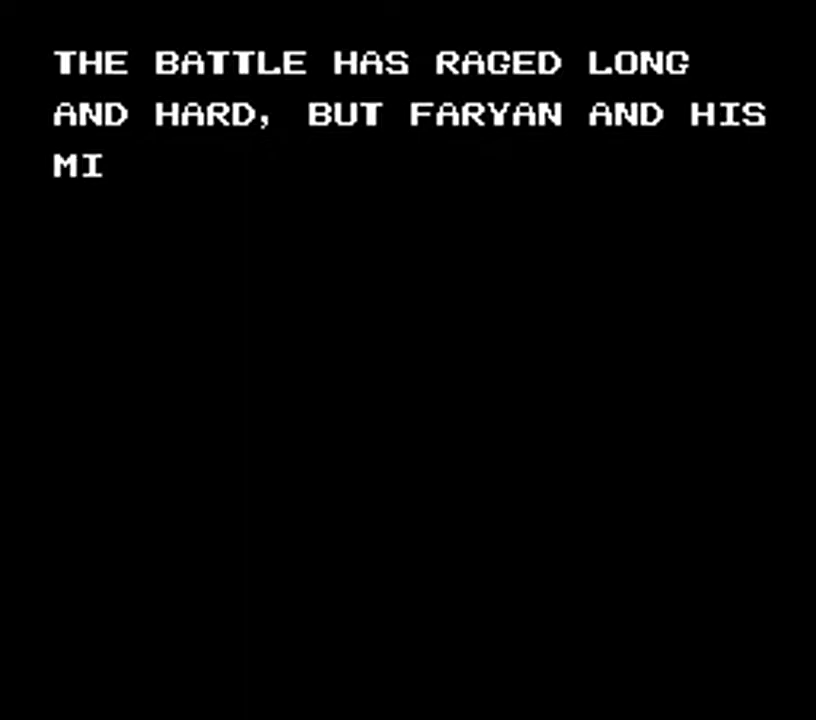 THE BATTLE HAS RAGED LONG
AND HARD, BUT FARYAN AND HIS
MI